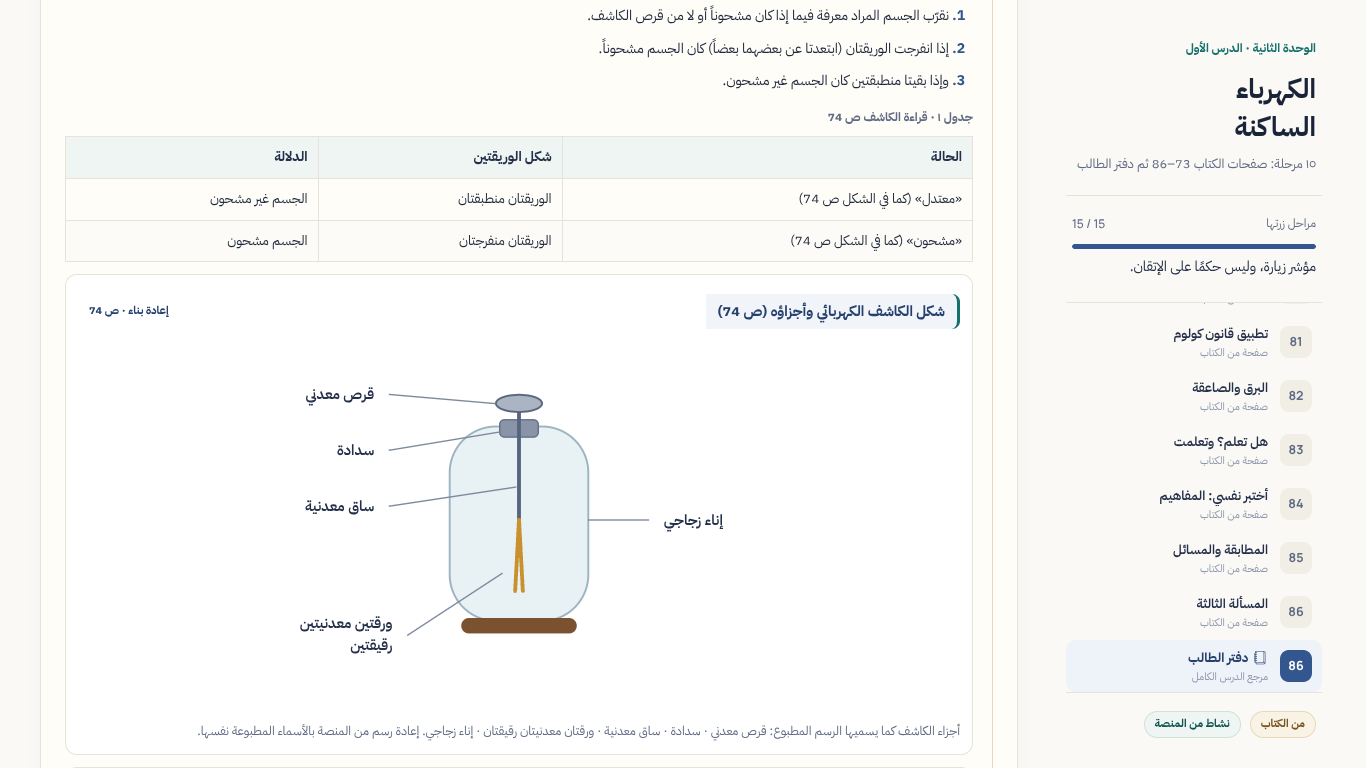 الوحدة الثانية · الدرس الأول
الكهرباء
الساكنة
١٥ مرحلة: صفحات الكتاب 73–86 ثم دفتر الطالب
مراحل زرتها
15 / 15
مؤشر زيارة، وليس حكمًا على الإتقان.
81
تطبيق قانون كولوم
صفحة من الكتاب
82
البرق والصاعقة
صفحة من الكتاب
83
هل تعلم؟ وتعلمت
صفحة من الكتاب
84
أختبر نفسي: المفاهيم
صفحة من الكتاب
85
المطابقة والمسائل
صفحة من الكتاب
86
المسألة الثالثة
صفحة من الكتاب
86
دفتر الطالب
مرجع الدرس الكامل
من الكتاب
نشاط من المنصة
1. نقرّب الجسم المراد معرفة فيما إذا كان مشحوناً أو لا من قرص الكاشف.
2. إذا انفرجت الوريقتان (ابتعدتا عن بعضهما بعضاً) كان الجسم مشحوناً.
3. وإذا بقيتا منطبقتين كان الجسم غير مشحون.
جدول ١ · قراءة الكاشف ص 74
الحالة
شكل الوريقتين
الدلالة
«معتدل» (كما في الشكل ص 74)
الوريقتان منطبقتان
الجسم غير مشحون
«مشحون» (كما في الشكل ص 74)
الوريقتان منفرجتان
الجسم مشحون
شكل الكاشف الكهربائي وأجزاؤه (ص 74)
إعادة بناء · ص 74
قرص معدني
سدادة
ساق معدنية
إناء زجاجي
ورقتين معدنيتين
رقيقتين
أجزاء الكاشف كما يسميها الرسم المطبوع: قرص معدني · سدادة · ساق معدنية · ورقتان معدنيتان رقيقتان · إناء زجاجي. إعادة رسم من المنصة بالأسماء المطبوعة نفسها.